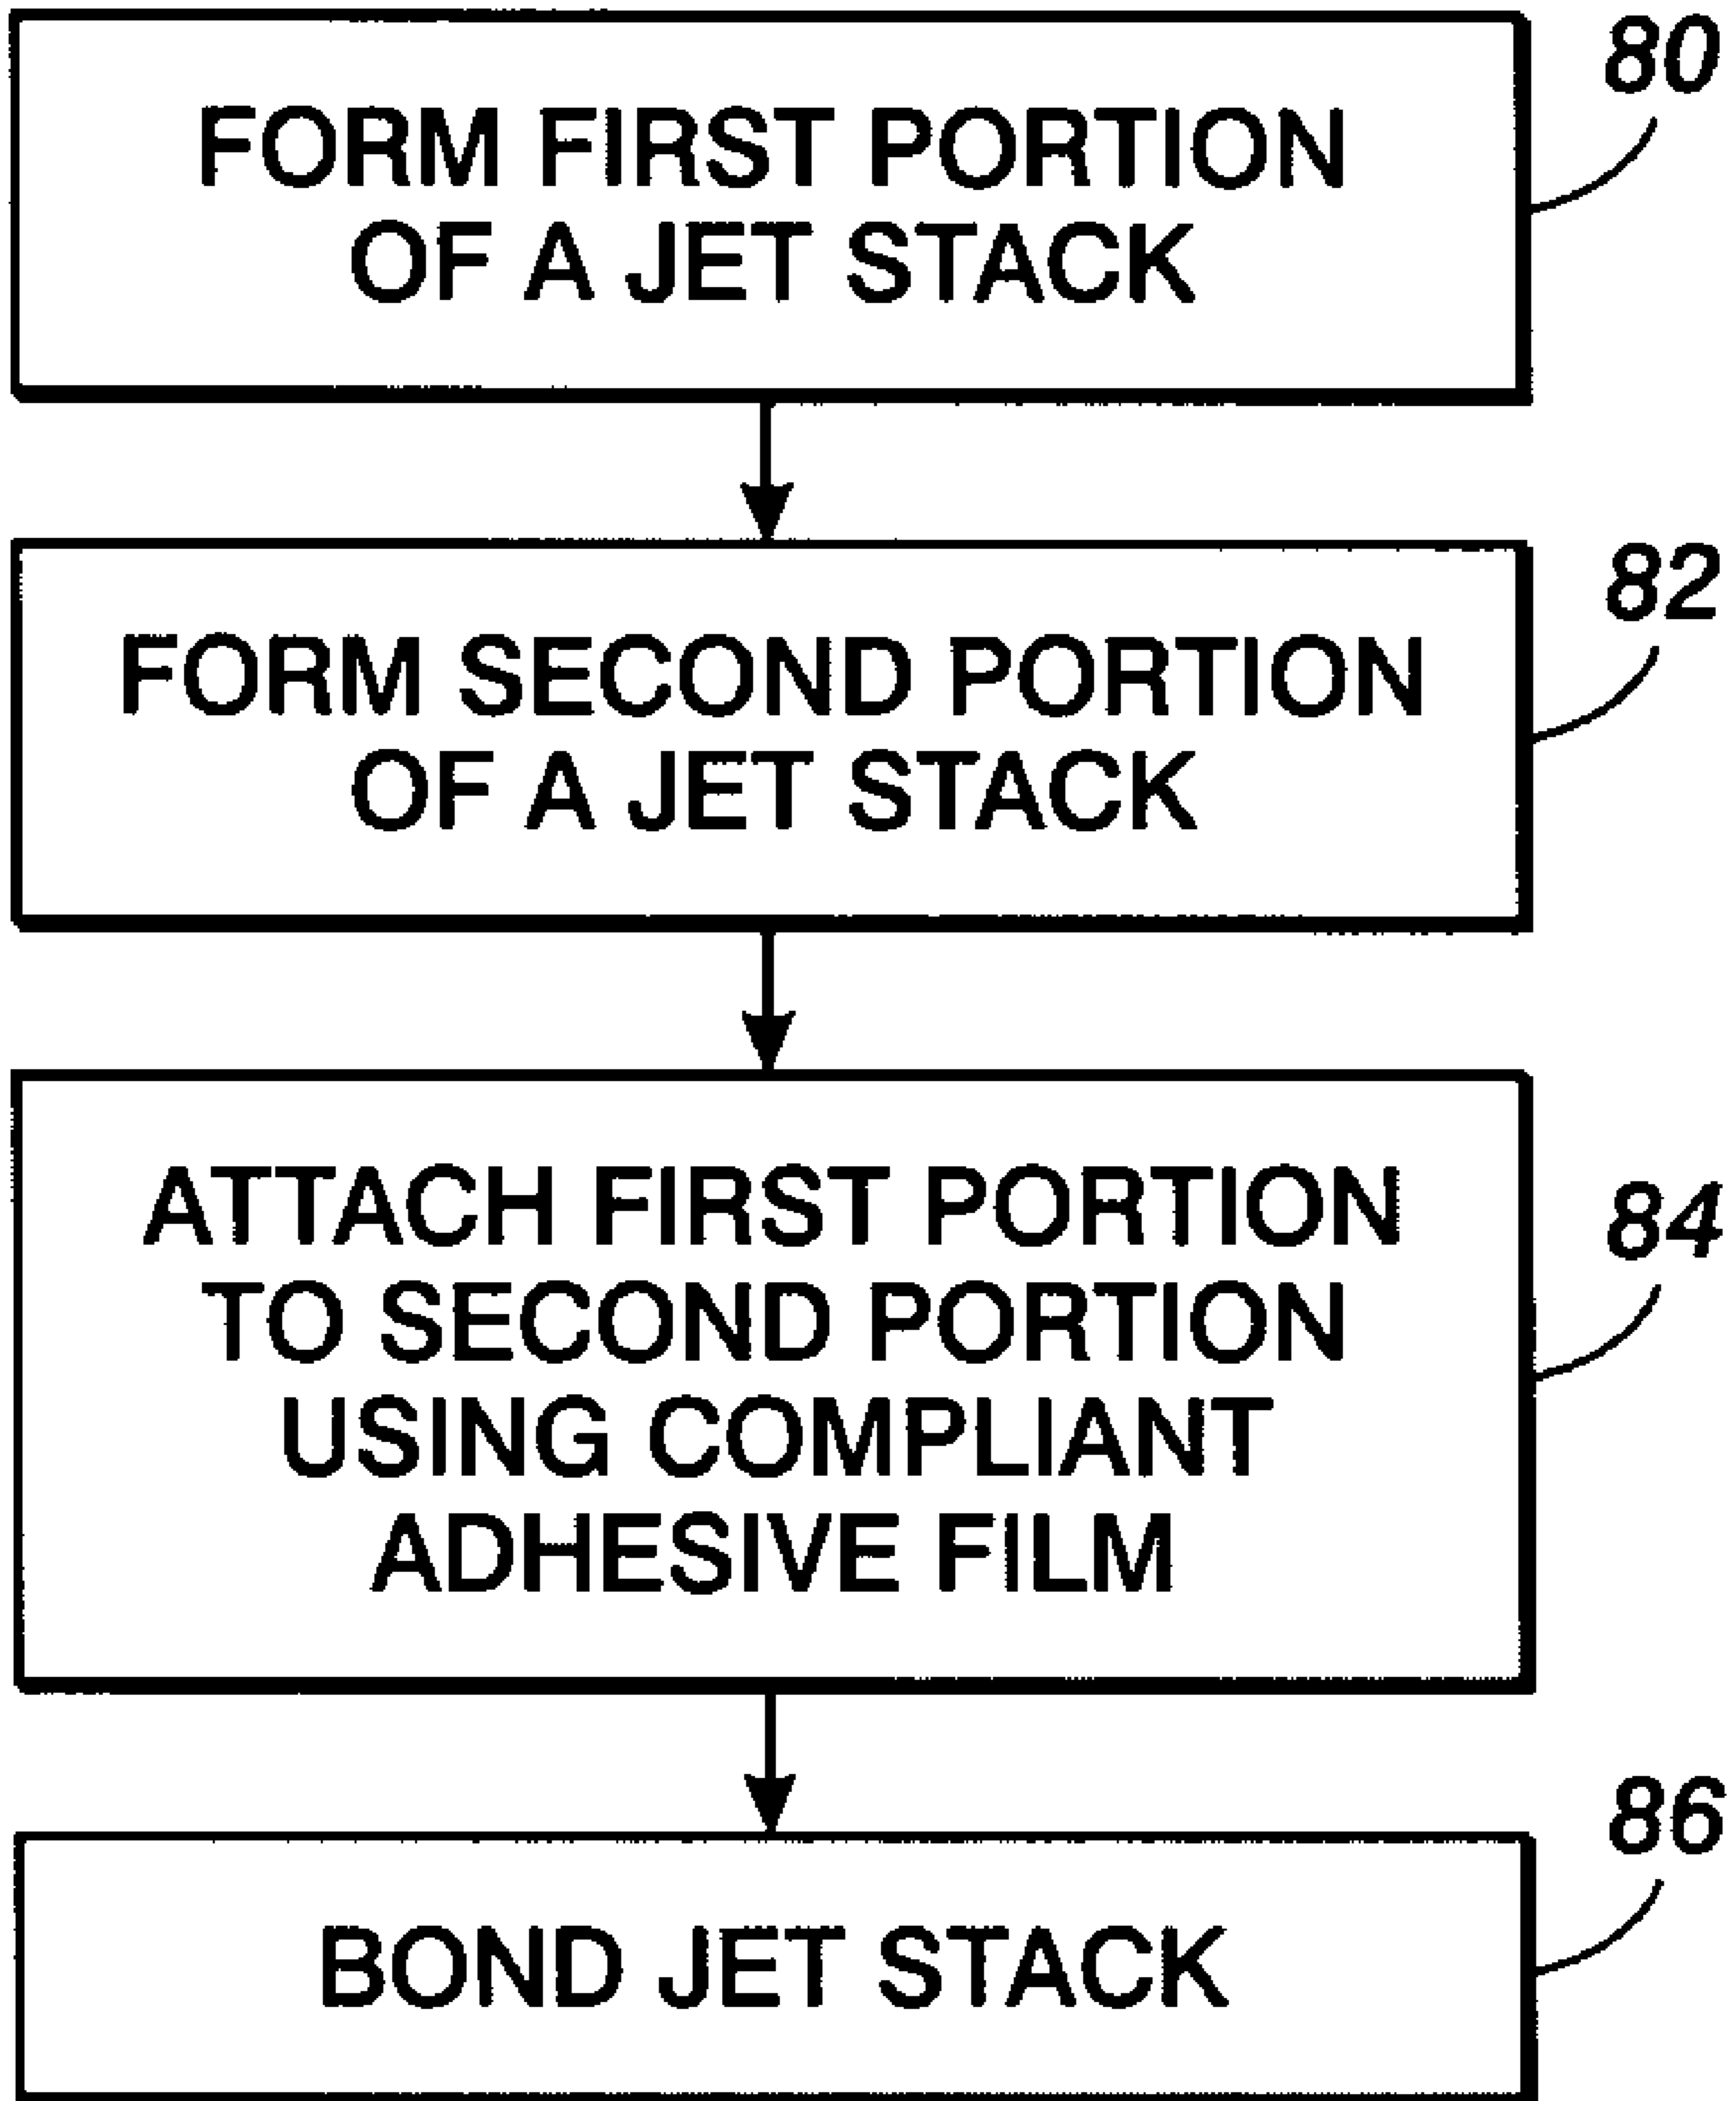 80
FORM FIRST PORTION
OF A JET STACK
82
FORM SECOND PORTION
OF A JET STACK
ATTACH FIRST PORTION
84
TO SECOND PORTION
USING COMPLIANT
ADHESIVE FILM
86
BOND JET STACK